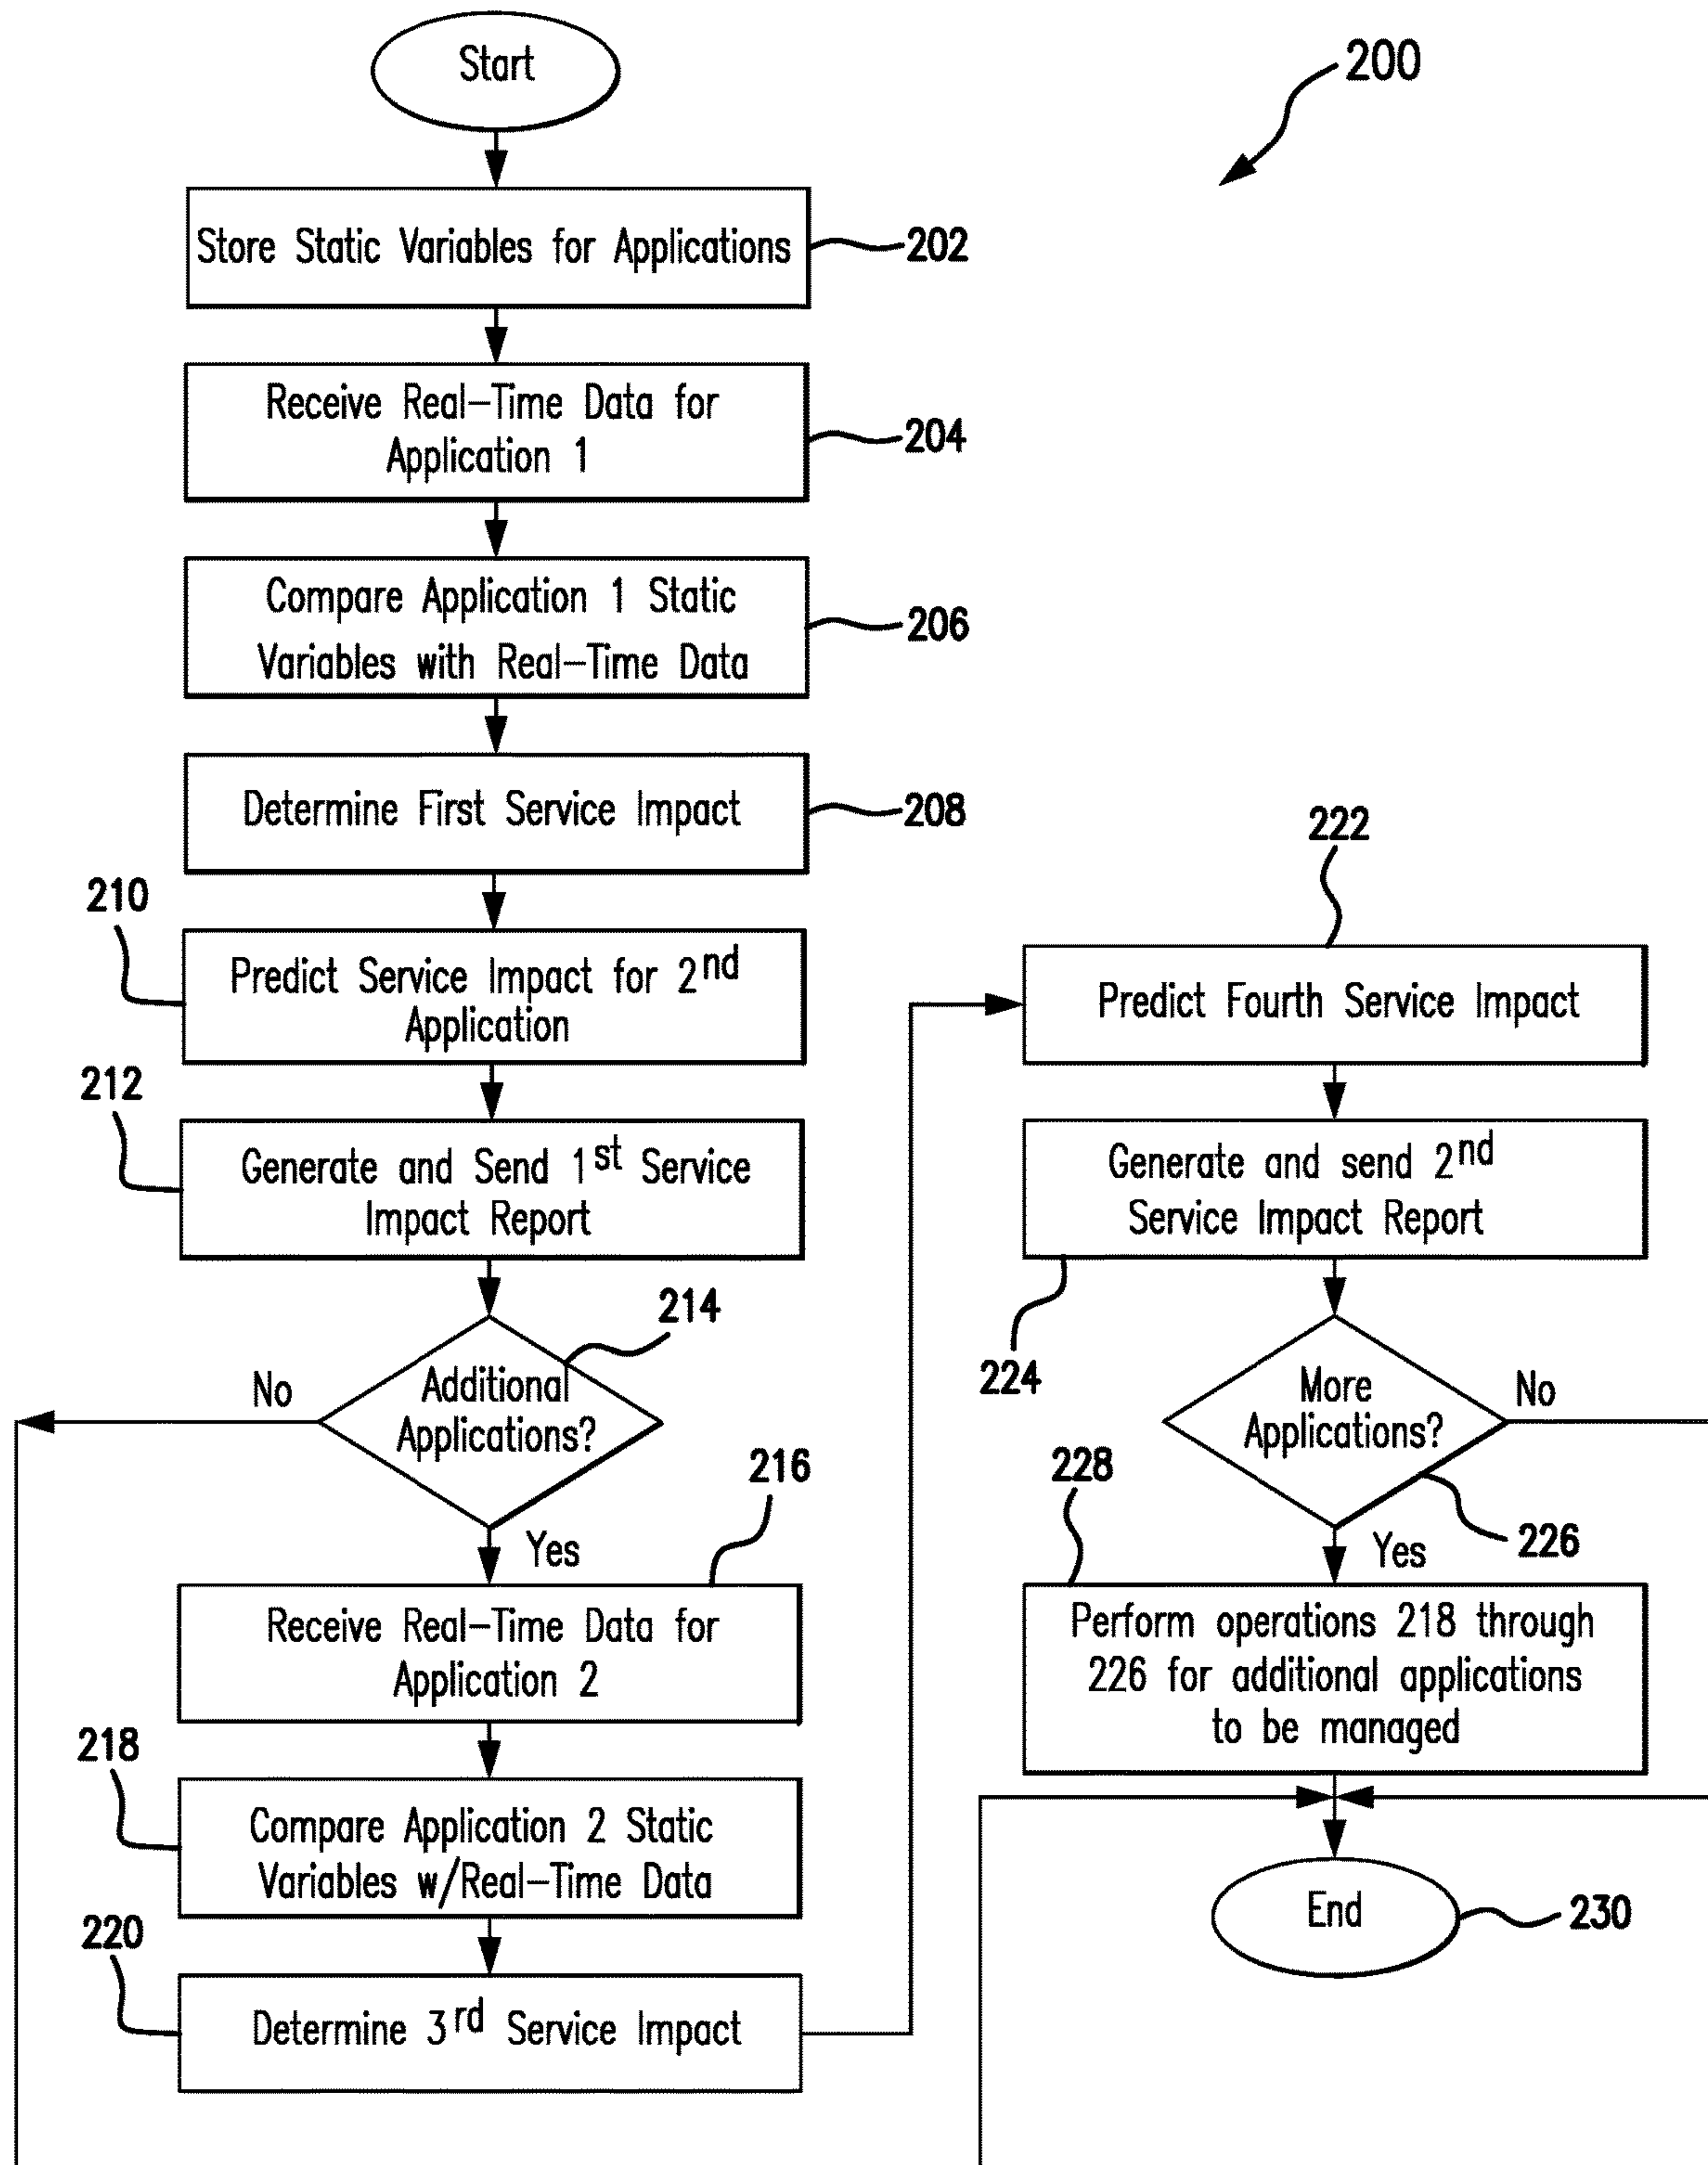 Start
200
Store Static Variables for Applications
202
Receive Real-Time Data for
Application 1
204
Compare Application 1 Static
Variables with Real-Time Data
206
Determine First Service Impact
208
210
Predict Service Impact for 2nd
Application
212
Generate and Send 1st Service
Impact Report
214
Additional
Applications?
No
Yes
216
Receive Real-Time Data for
Application 2
218
Compare Application 2 Static
Variables w/Real-Time Data
220
Determine 3rd Service Impact
222
Predict Fourth Service Impact
Generate and send 2nd
Service Impact Report
224
More
Applications?
No
226
Yes
228
Perform operations 218 through
226 for additional applications
to be managed
End
230